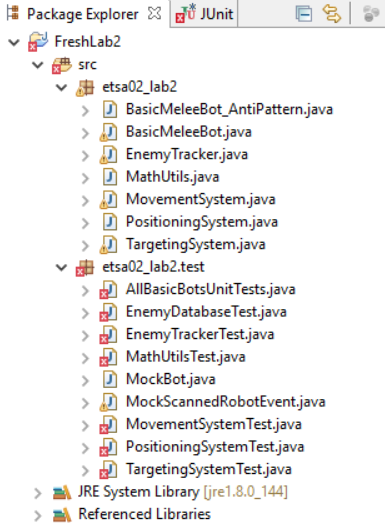 Package Explorer JUnit
FreshLab2
src
etsa02_lab2
BasicMeleeBot_AntiPattern.java
BasicMeleeBot.java
EnemyTracker.java
MathUtils.java
MovementSystem.java
PositioningSystem.java
TargetingSystem.java
etsa02_lab2.test
AllBasicBotsUnitTests.java
EnemyDatabaseTest.java
EnemyTrackerTest.java
MathUtilsTest.java
MockBot.java
MockScannedRobotEvent.java
MovementSystemTest.java
PositioningSystemTest.java
TargetingSystemTest.java
JRE System Library [jre1.8.0_144]
Referenced Libraries